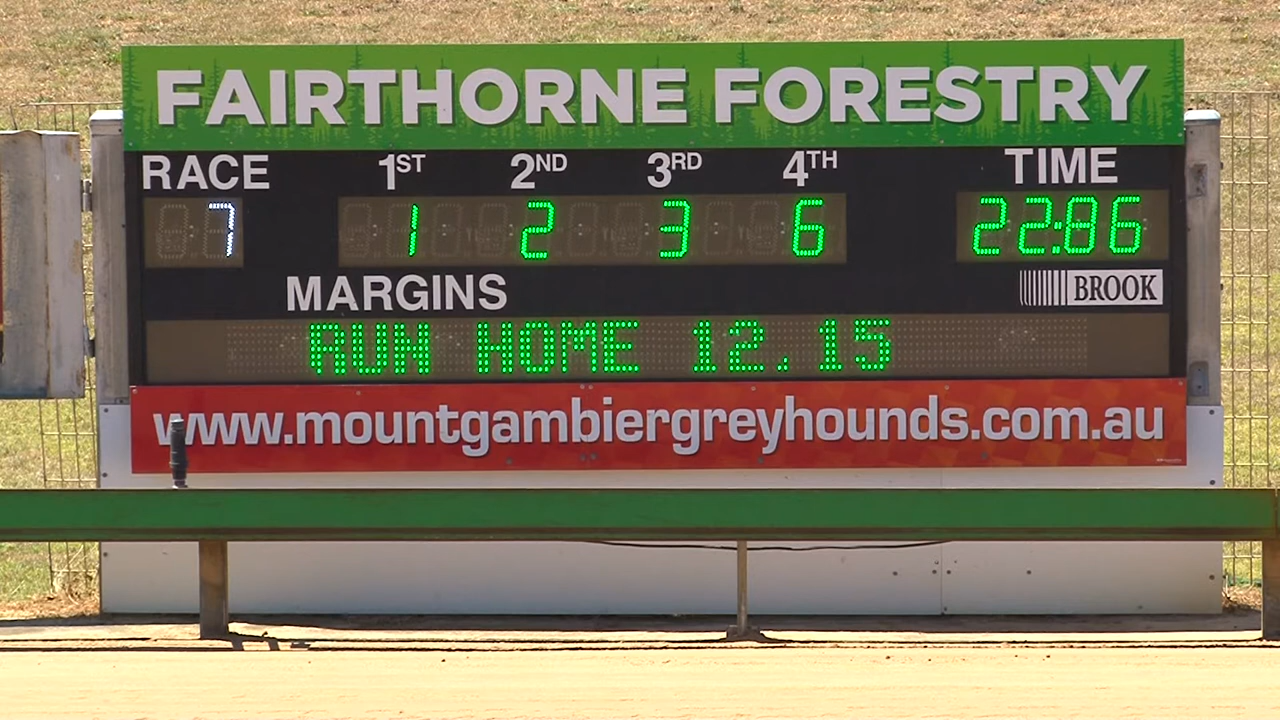 FAIRTHORNE FORESTRY
RACE 1ST 2ND 3RD 4TH TIME
7 1 2 3 6 22:86
MARGINS BROOK
RUN HOME 12.15
www.mountgambiergreyhounds.com.au